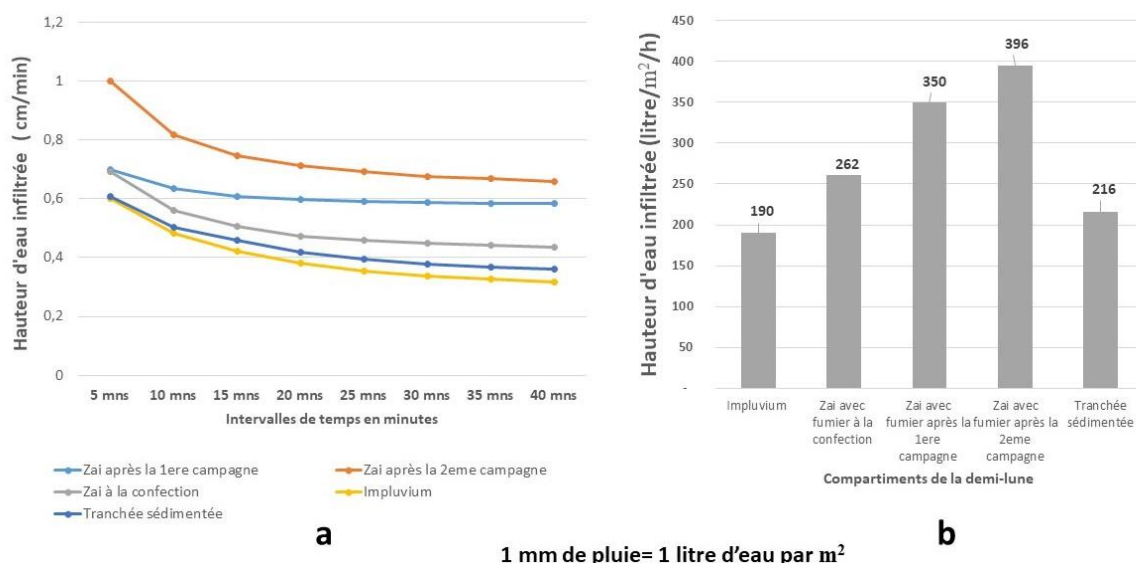 Hauteur d'eau infiltrée ( cm/min)
1,2
1
0,8
0,6
0,4
0,2
0
5 mns 10 mns 15 mns 20 mns 25 mns 30 mns 35 mns 40 mns
Intervalles de temps en minutes
Zai après la 1ere campagne
Zai après la 2eme campagne
Zai à la confection
Impluvium
Tranchée sédimentée
a
Hauteur d'eau infiltrée (litre/m²/h)
450
400
350
300
250
200
150
100
50
-
190
262
350
396
216
Impluvium
Zai avec
fumier à la
confection
Zai avec
fumier après la
1ere
campagne
Zai avec
fumier après la
2eme
campagne
Tranchée
sédimentée
Compartiments de la demi-lune
b
1 mm de pluie= 1 litre d'eau par m²